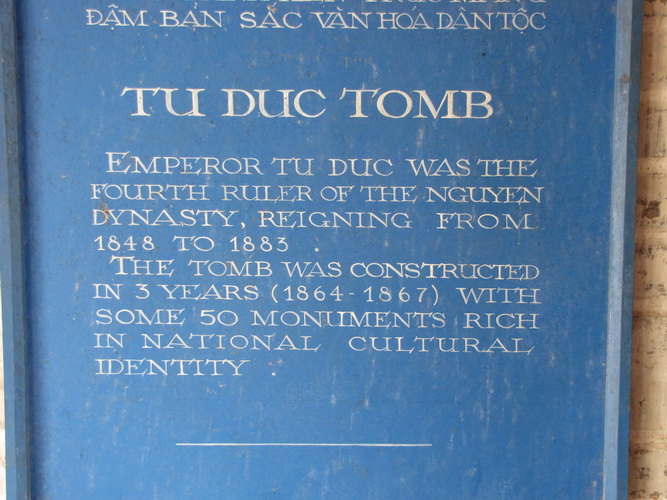 ĐẬM BẢN SẮC VĂN HÓA DÂN TỘC
TU DUC TOMB
EMPEROR TU DUC WAS THE
FOURTH RULER OF THE NGUYEN
DYNASTY, REIGNING FROM
1848 TO 1883 .
THE TOMB WAS CONSTRUCTED
IN 3 YEARS (1864-1867) WITH
SOME 50 MONUMENTS RICH
IN NATIONAL CULTURAL
IDENTITY .